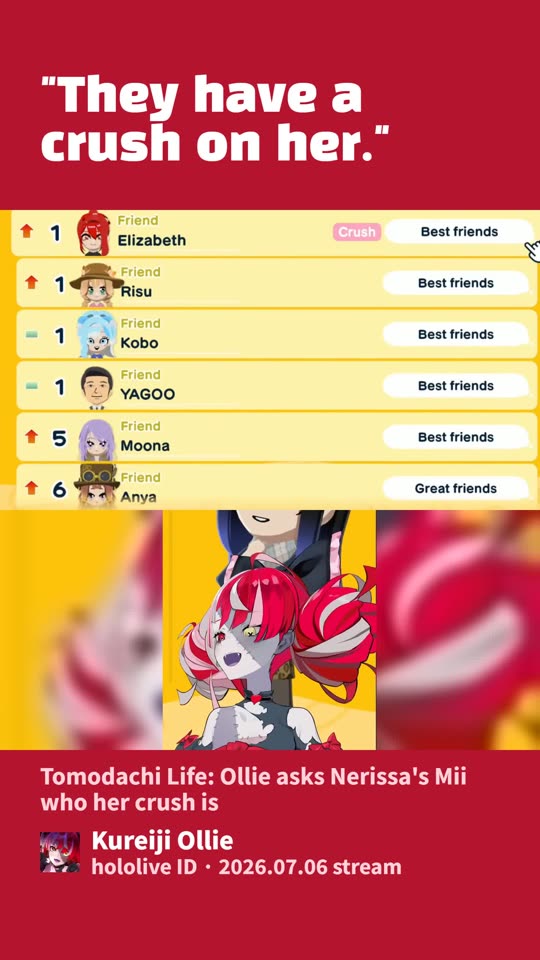 "They have a
crush on her."
1 Friend
Elizabeth Crush Best friends
1 Friend
Risu Best friends
1 Friend
Kobo Best friends
1 Friend
YAGOO Best friends
5 Friend
Moona Best friends
6 Friend
Anya Great friends
Tomodachi Life: Ollie asks Nerissa's Mii
who her crush is
Kureiji Ollie
hololive ID · 2026.07.06 stream